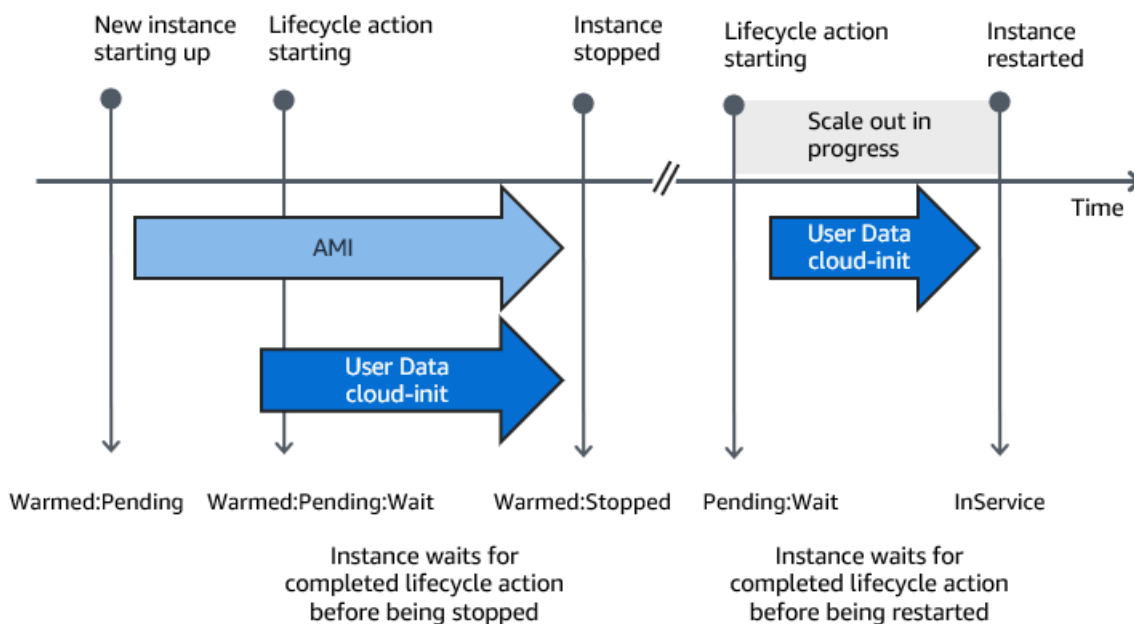 New instance
starting up
Lifecycle action
starting
Instance
stopped
Lifecycle action
starting
Instance
restarted
Scale out in
progress
Time
AMI
User Data
cloud-init
User Data
cloud-init
Warmed:Pending
Warmed:Pending:Wait
Warmed:Stopped
Pending:Wait
InService
Instance waits for
completed lifecycle action
before being stopped
Instance waits for
completed lifecycle action
before being restarted